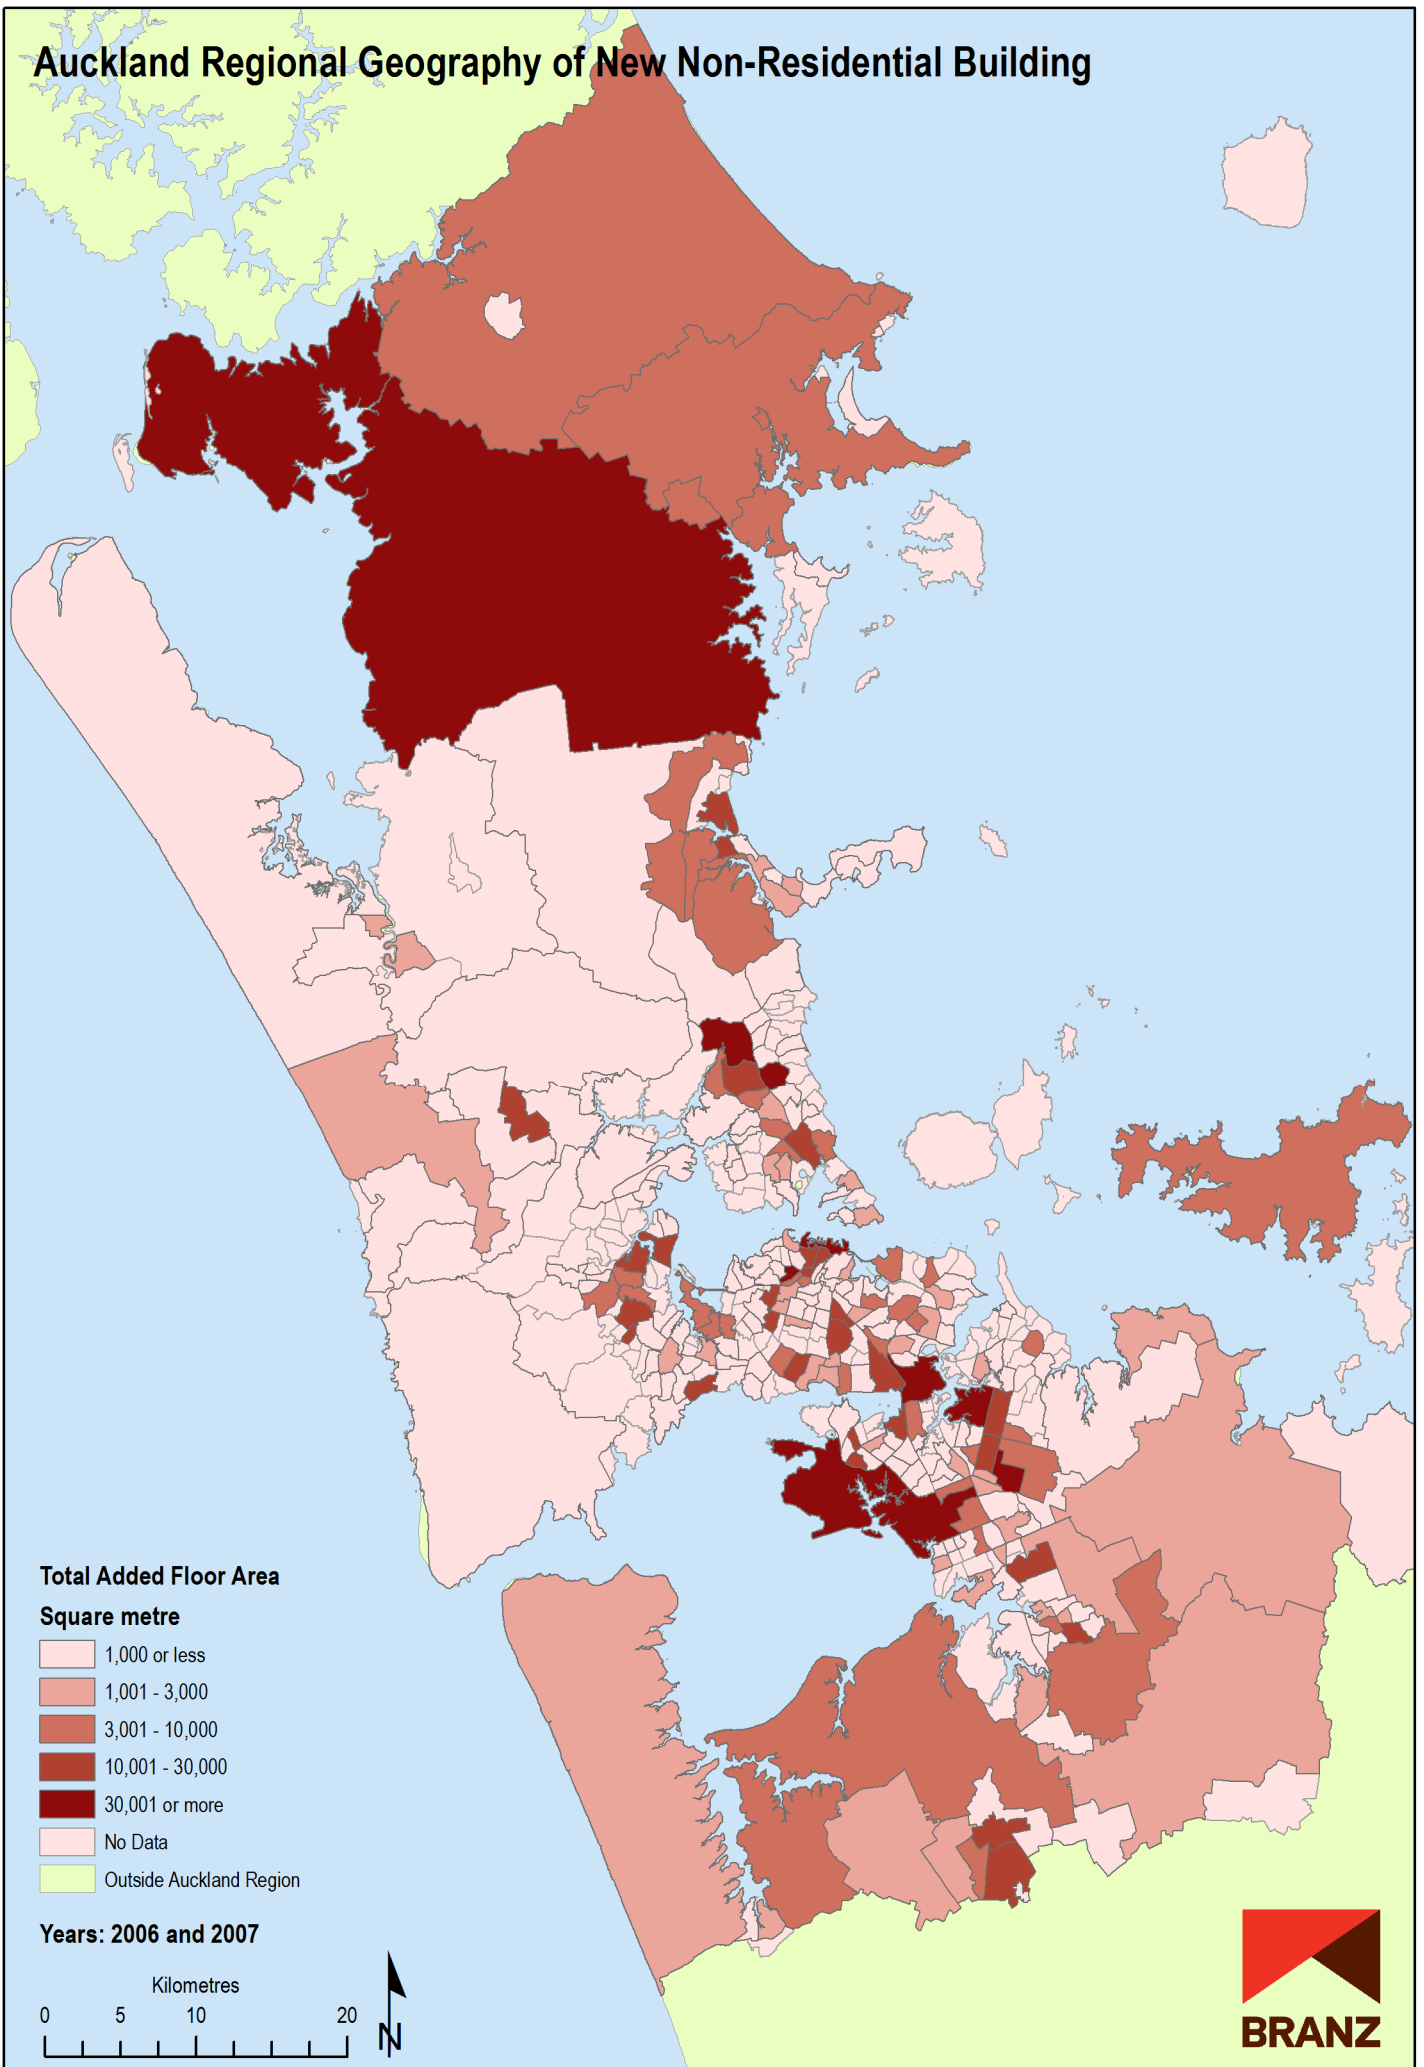 Auckland Regional Geography of New Non-Residential Building
Total Added Floor Area
Square metre
1,000 or less
1,001 - 3,000
3,001 - 10,000
10,001 - 30,000
30,001 or more
No Data
Outside Auckland Region
Years: 2006 and 2007
Kilometres
0 5 10 20
N
BRANZ